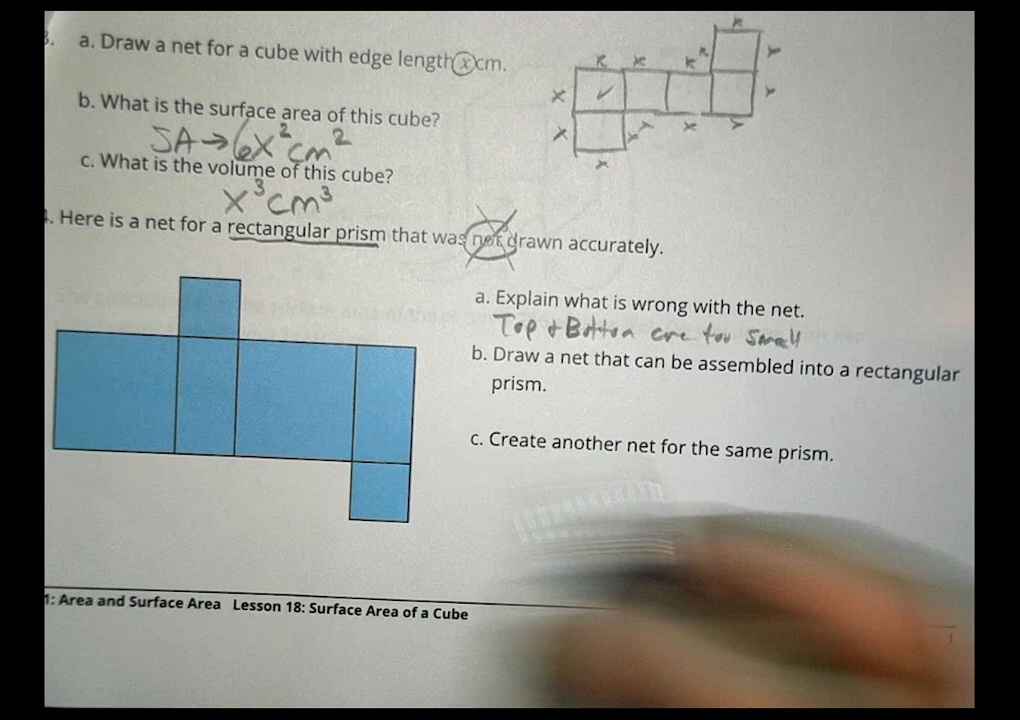 3. a. Draw a net for a cube with edge length x cm.
b. What is the surface area of this cube?
SA → 6x² cm²
c. What is the volume of this cube?
x³ cm³
4. Here is a net for a rectangular prism that was not drawn accurately.
a. Explain what is wrong with the net.
Top + Bottom are too small
b. Draw a net that can be assembled into a rectangular
prism.
c. Create another net for the same prism.
1: Area and Surface Area Lesson 18: Surface Area of a Cube
1